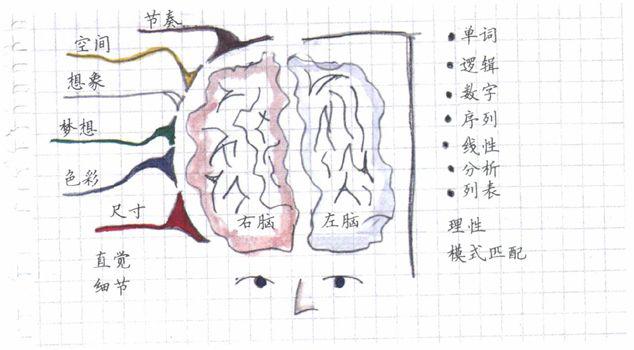 节奏
空间
想象
梦想
色彩
尺寸
直觉
细节
右脑
左脑
单词
逻辑
数字
序列
线性
分析
列表
理性
模式匹配